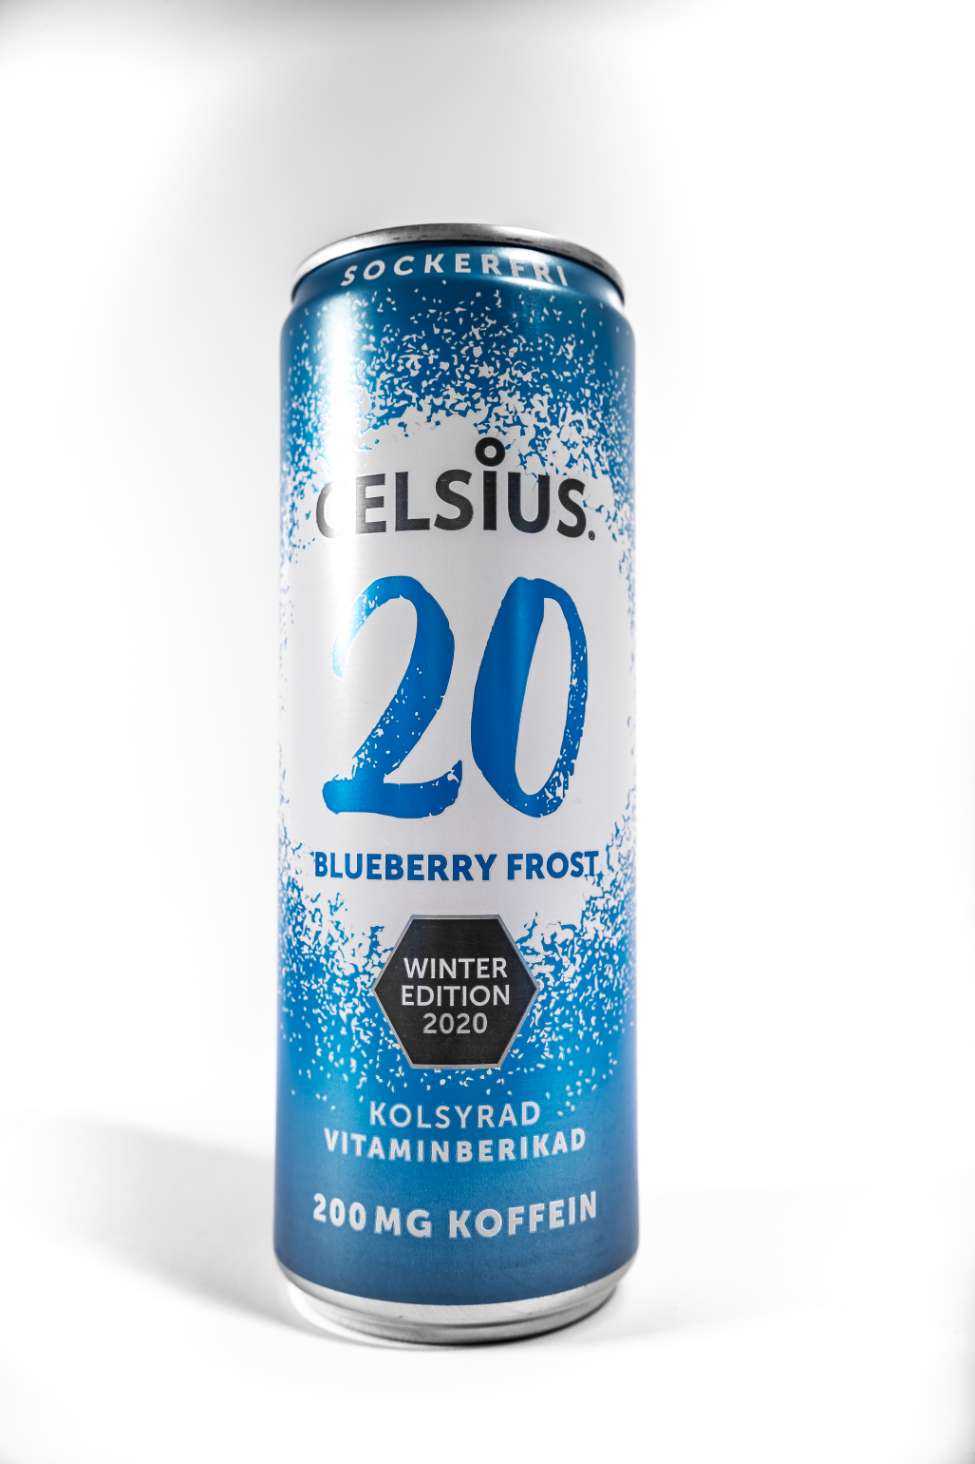 SOCKERFRI
CELSIUS®
20
BLUEBERRY FROST
WINTER
EDITION
2020
KOLSYRAD
VITAMINBERIKAD
200 MG KOFFEIN